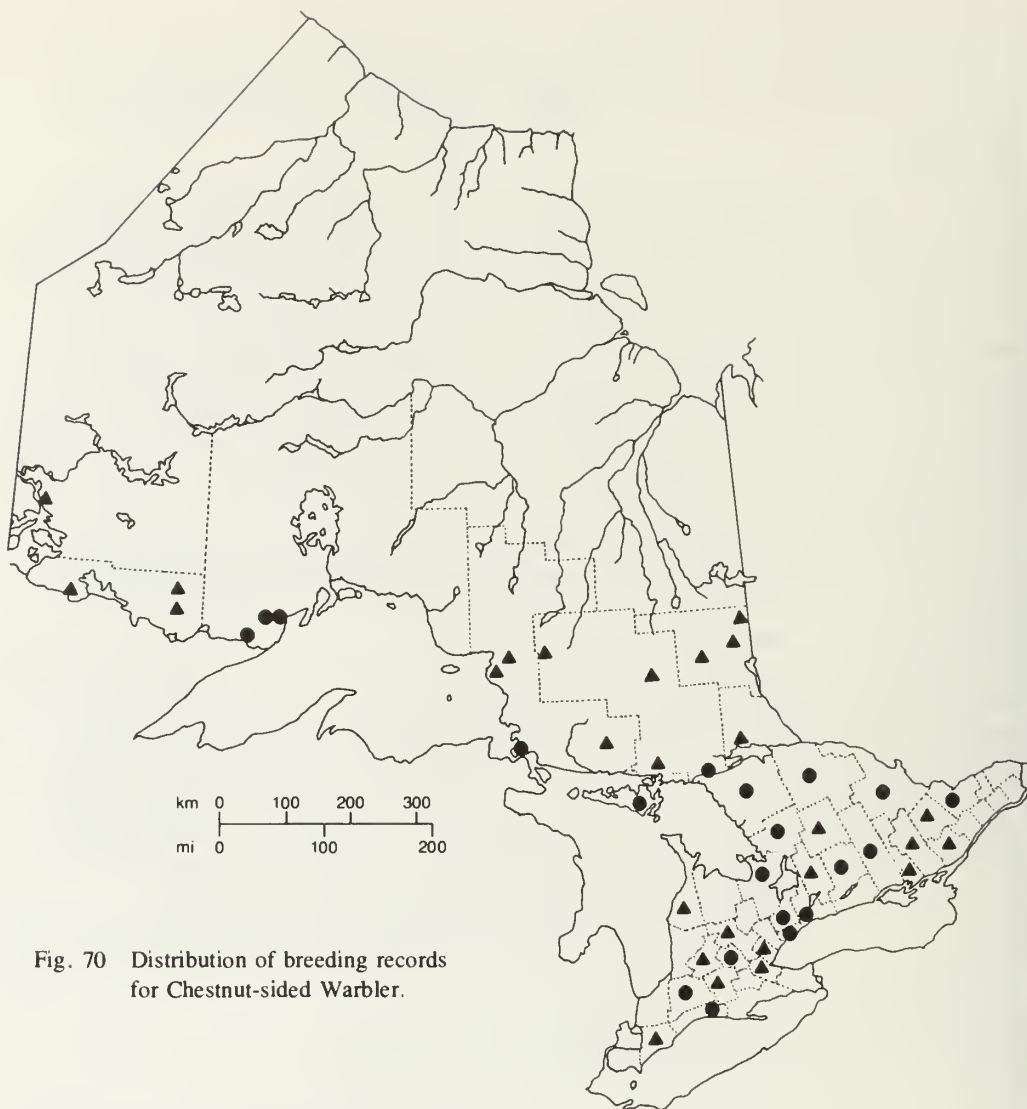 km 0 100 200 300
mi 0 100 200
Fig. 70 Distribution of breeding records
for Chestnut-sided Warbler.